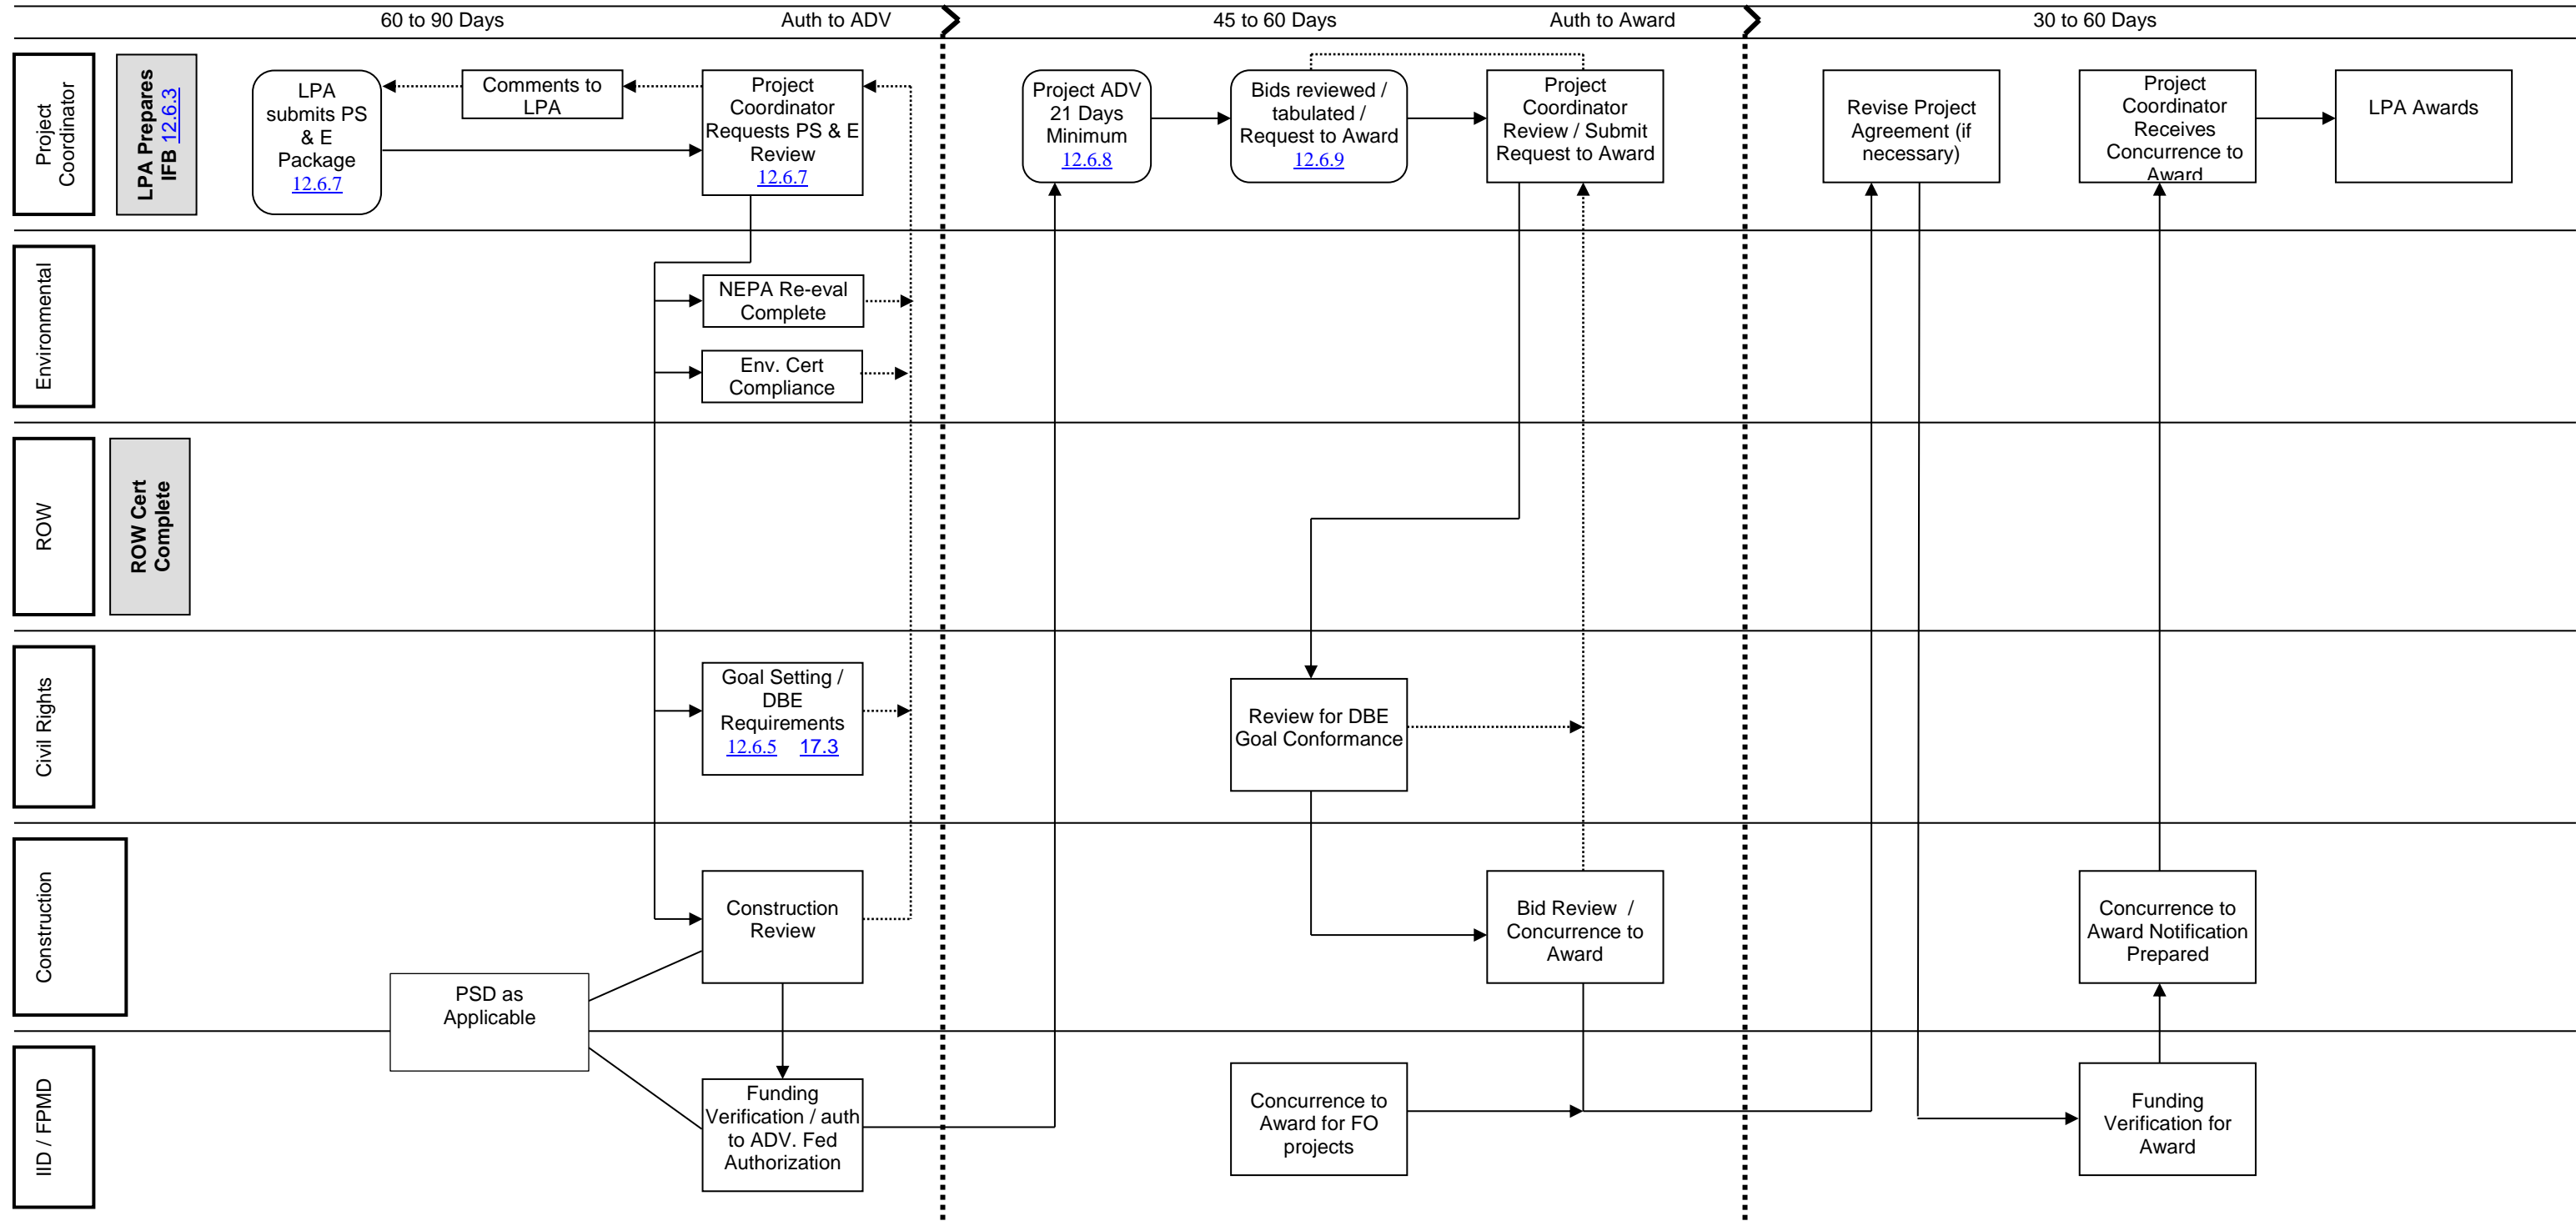 60 to 90 Days
Auth to ADV
45 to 60 Days
Auth to Award
30 to 60 Days
Project
Coordinator
LPA Prepares
IFB 12.6.3
LPA
submits PS
& E
Package
12.6.7
Comments to
LPA
Project
Coordinator
Requests PS & E
Review
12.6.7
Project ADV
21 Days
Minimum
12.6.8
Bids reviewed /
tabulated /
Request to Award
12.6.9
Project
Coordinator
Review / Submit
Request to Award
Revise Project
Agreement (if
necessary)
Project
Coordinator
Receives
Concurrence to
Award
LPA Awards
Environmental
NEPA Re-eval
Complete
Env. Cert
Compliance
ROW
ROW Cert
Complete
Civil Rights
Goal Setting /
DBE
Requirements
12.6.5 17.3
Review for DBE
Goal Conformance
Construction
Construction
Review
Bid Review /
Concurrence to
Award
Concurrence to
Award Notification
Prepared
PSD as
Applicable
IID / FPMD
Funding
Verification / auth
to ADV. Fed
Authorization
Concurrence to
Award for FO
projects
Funding
Verification for
Award